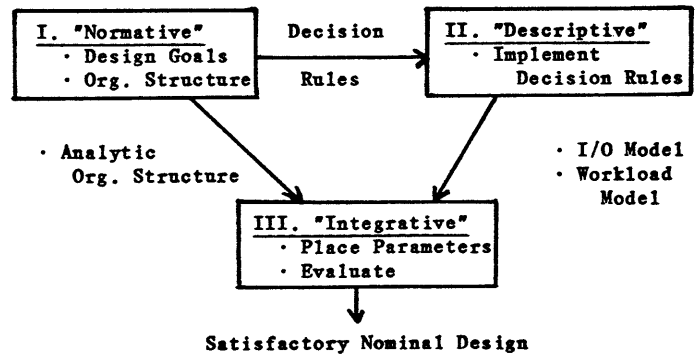 I. "Normative"
· Design Goals
· Org. Structure
Decision
Rules
II. "Descriptive"
· Implement
Decision Rules
· Analytic
Org. Structure
· I/O Model
· Workload
Model
III. "Integrative"
· Place Parameters
· Evaluate
Satisfactory Nominal Design